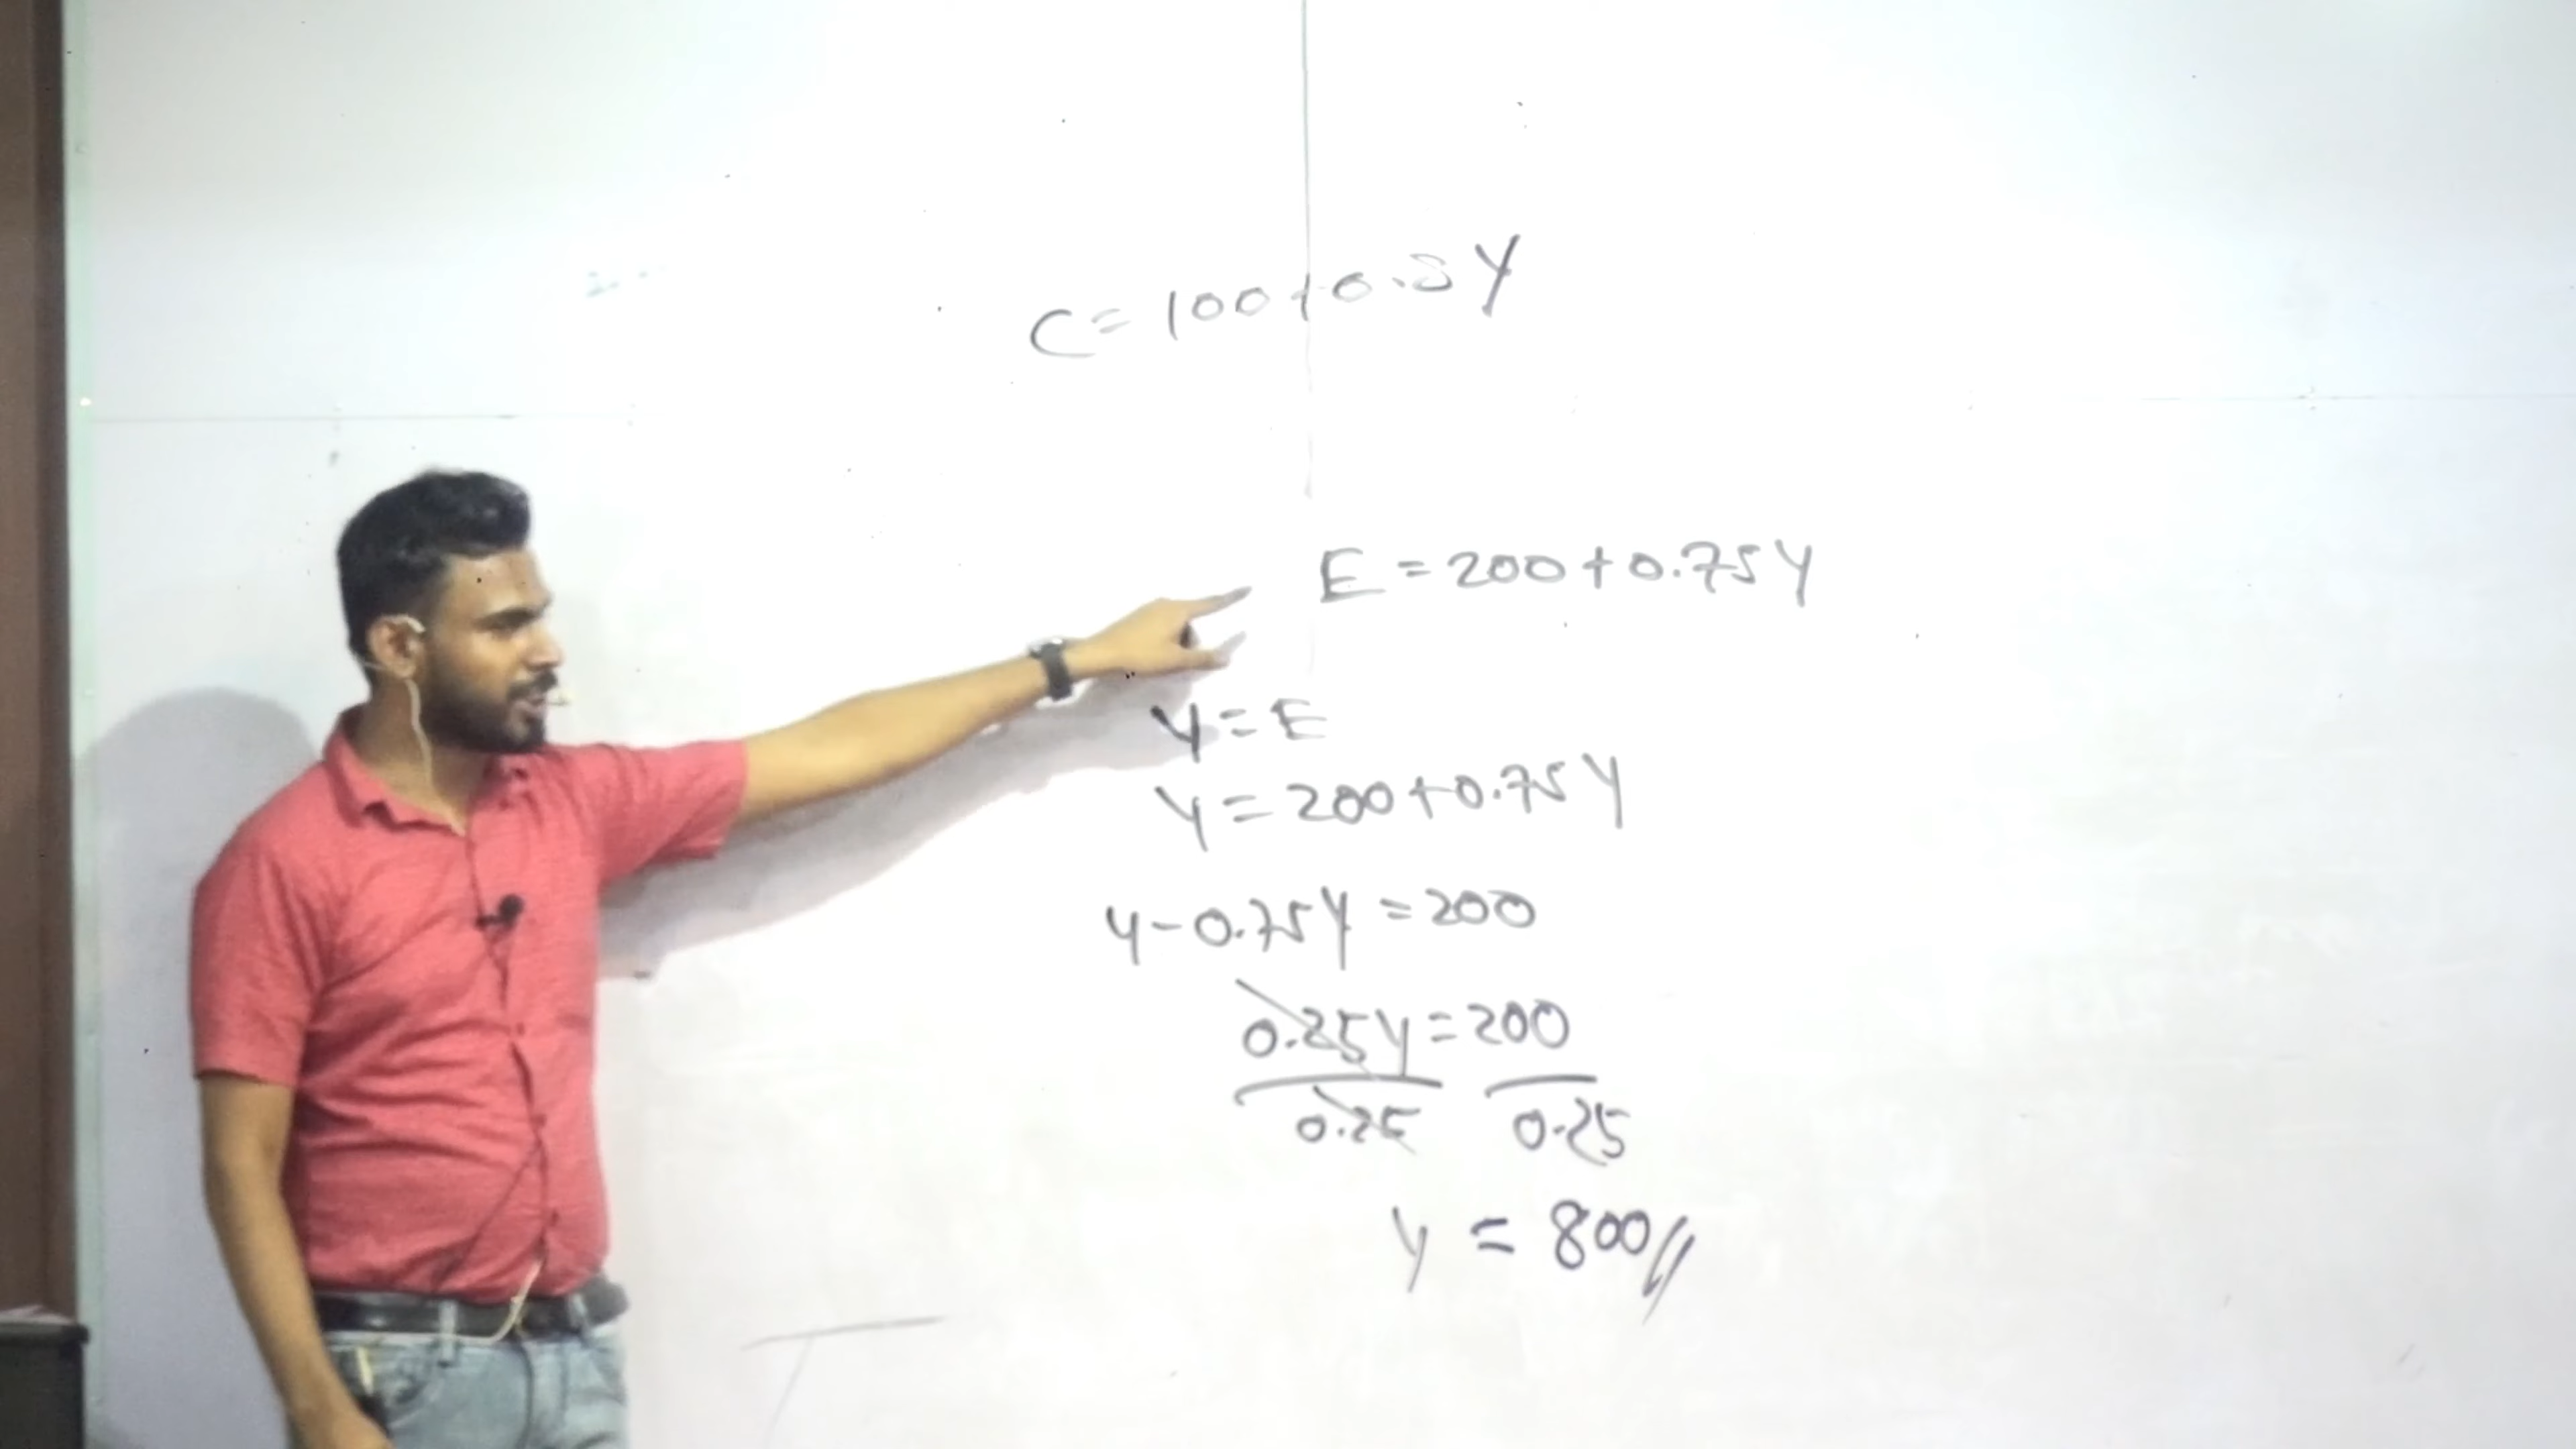 C = 100 + 0.8Y
E = 200 + 0.75Y
Y = E
Y = 200 + 0.75Y
Y - 0.75Y = 200
0.25Y = 200
0.25 0.25
Y = 800//